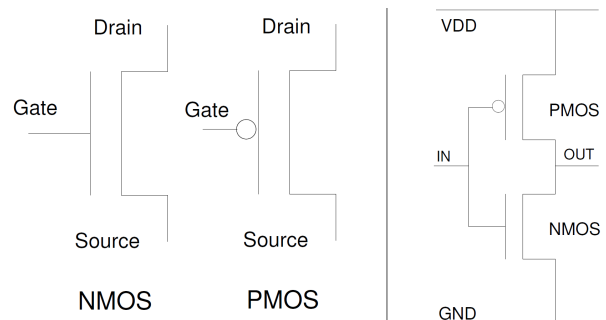 Drain
Gate
Source
NMOS
Drain
Gate
Source
PMOS
VDD
PMOS
IN
OUT
NMOS
GND